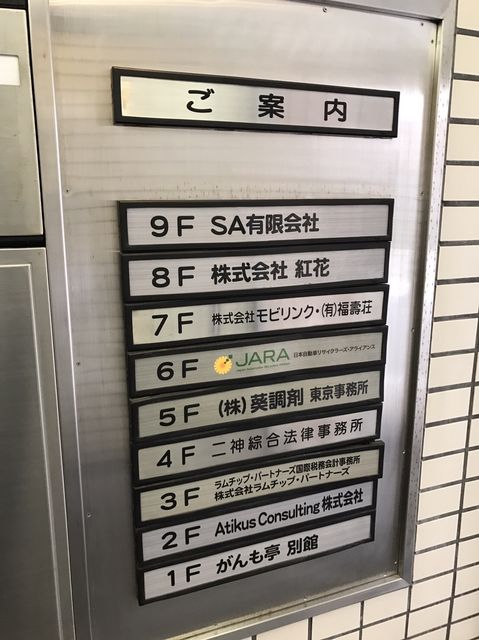 ご案内
9F SA有限会社
8F 株式会社 紅花
7F 株式会社モビリンク・(有)福壽荘
6F JARA 日本自動車リサイクラーズ・アライアンス
5F (株)葵調剤 東京事務所
4F 二神綜合法律事務所
3F ラムチップ・パートナーズ国際税務会計事務所
株式会社ラムチップ・パートナーズ
2F Atikus Consulting 株式会社
1F がんも亭 別館